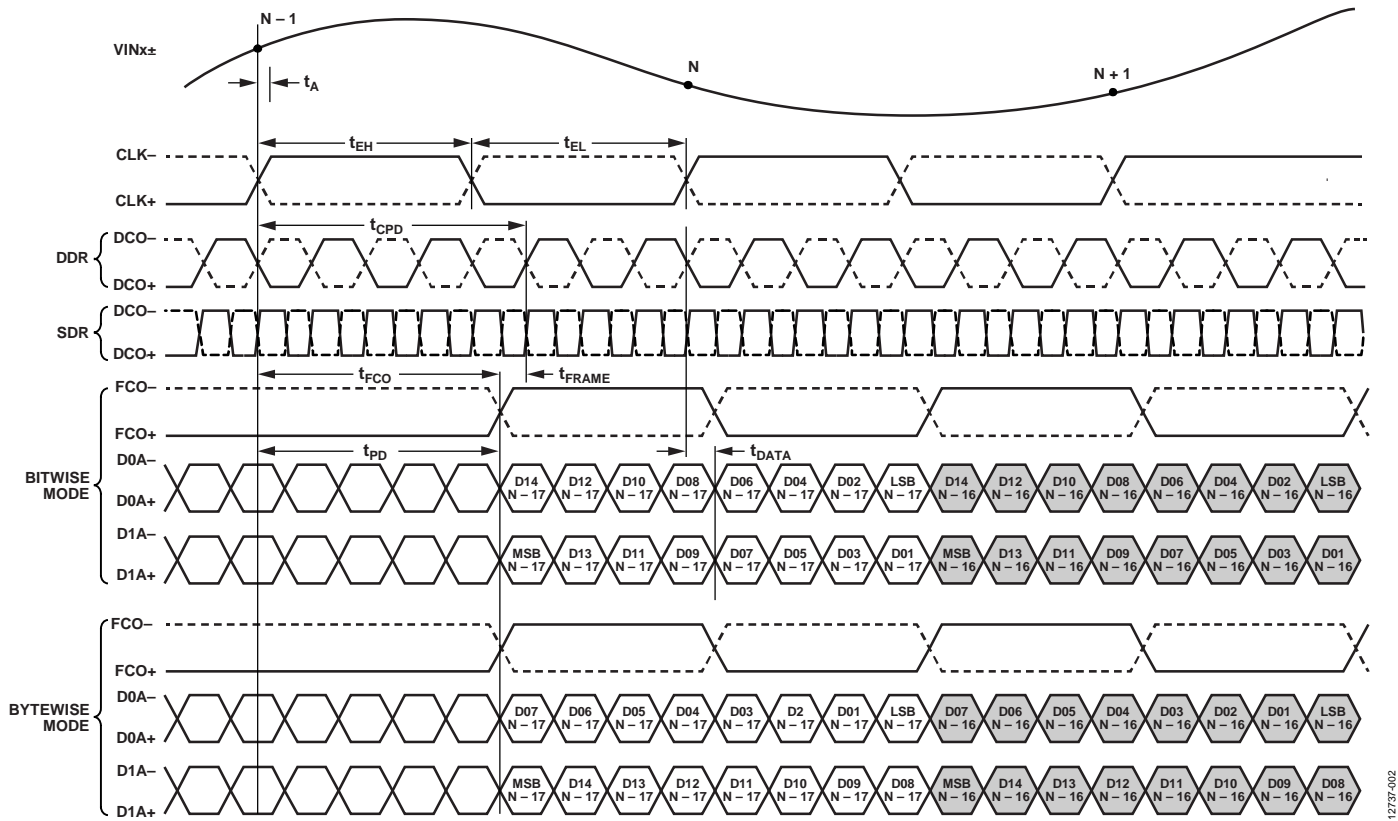 N – 1
VINx±
tA
N
N + 1
tEH
tEL
CLK–
CLK+
tCPD
DDR
DCO–
DCO+
SDR
DCO–
DCO+
tFCO
tFRAME
FCO–
FCO+
tPD
tDATA
BITWISE
MODE
D0A–
D0A+
D14 D12 D10 D08 D06 D04 D02 LSB D14 D12 D10 D08 D06 D04 D02 LSB
N – 17 N – 17 N – 17 N – 17 N – 17 N – 17 N – 17 N – 17 N – 16 N – 16 N – 16 N – 16 N – 16 N – 16 N – 16 N – 16
D1A–
D1A+
MSB D13 D11 D09 D07 D05 D03 D01 MSB D13 D11 D09 D07 D05 D03 D01
N – 17 N – 17 N – 17 N – 17 N – 17 N – 17 N – 17 N – 17 N – 16 N – 16 N – 16 N – 16 N – 16 N – 16 N – 16 N – 16
FCO–
FCO+
BYTEWISE
MODE
D0A–
D0A+
D07 D06 D05 D04 D03 D2 D01 LSB D07 D06 D05 D04 D03 D02 D01 LSB
N – 17 N – 17 N – 17 N – 17 N – 17 N – 17 N – 17 N – 17 N – 16 N – 16 N – 16 N – 16 N – 16 N – 16 N – 16 N – 16
D1A–
D1A+
MSB D14 D13 D12 D11 D10 D09 D08 MSB D14 D13 D12 D11 D10 D09 D08
N – 17 N – 17 N – 17 N – 17 N – 17 N – 17 N – 17 N – 17 N – 16 N – 16 N – 16 N – 16 N – 16 N – 16 N – 16 N – 16
12737-002